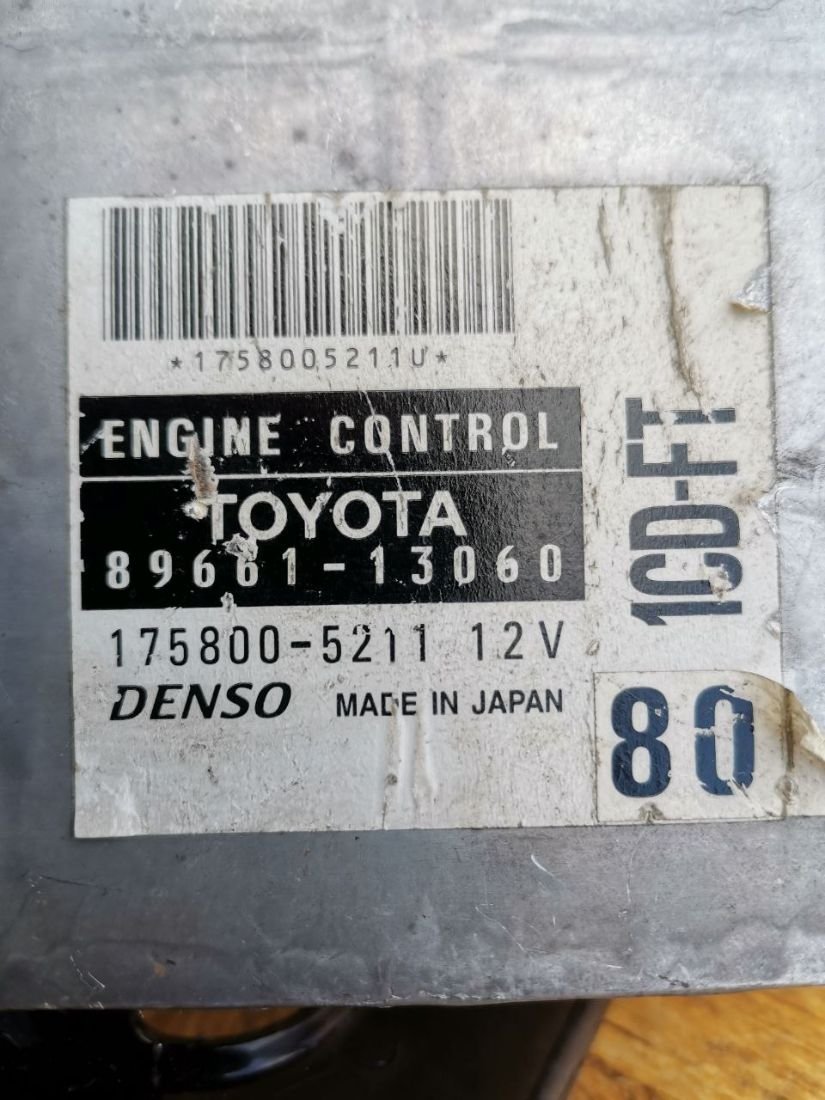 *1758005211U*
ENGINE CONTROL
TOYOTA
89661-13060
175800-5211 12V
DENSO MADE IN JAPAN
1CD-FT
80